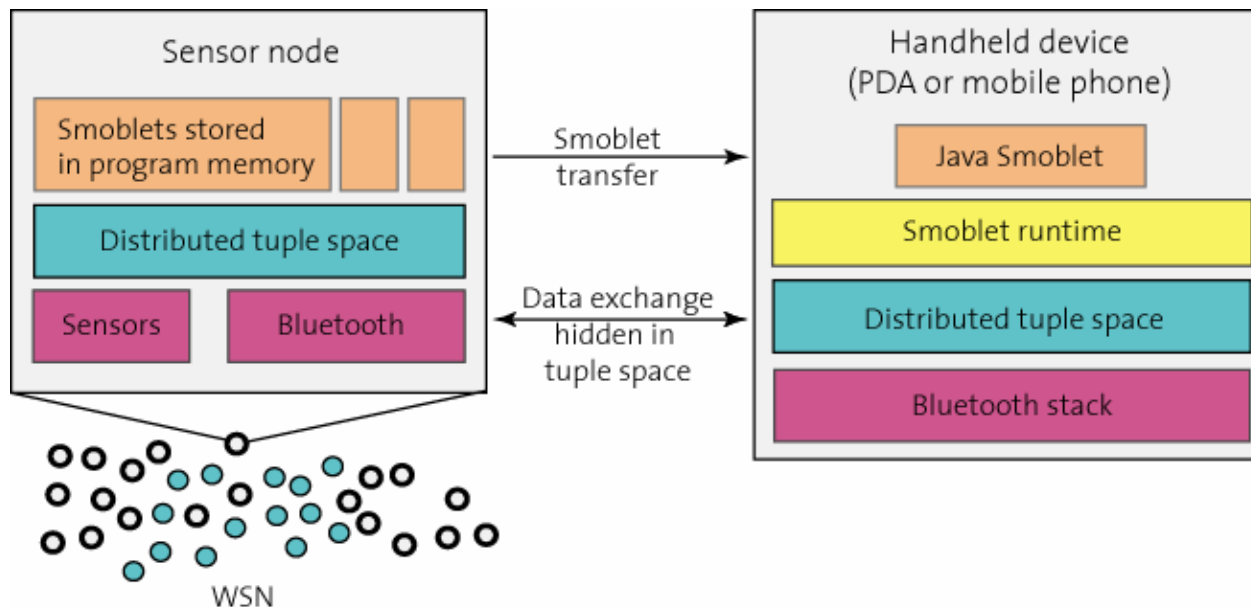 Sensor node
Smoblets stored
in program memory
Distributed tuple space
Sensors
Bluetooth
WSN
Smoblet
transfer
Data exchange
hidden in
tuple space
Handheld device
(PDA or mobile phone)
Java Smoblet
Smoblet runtime
Distributed tuple space
Bluetooth stack